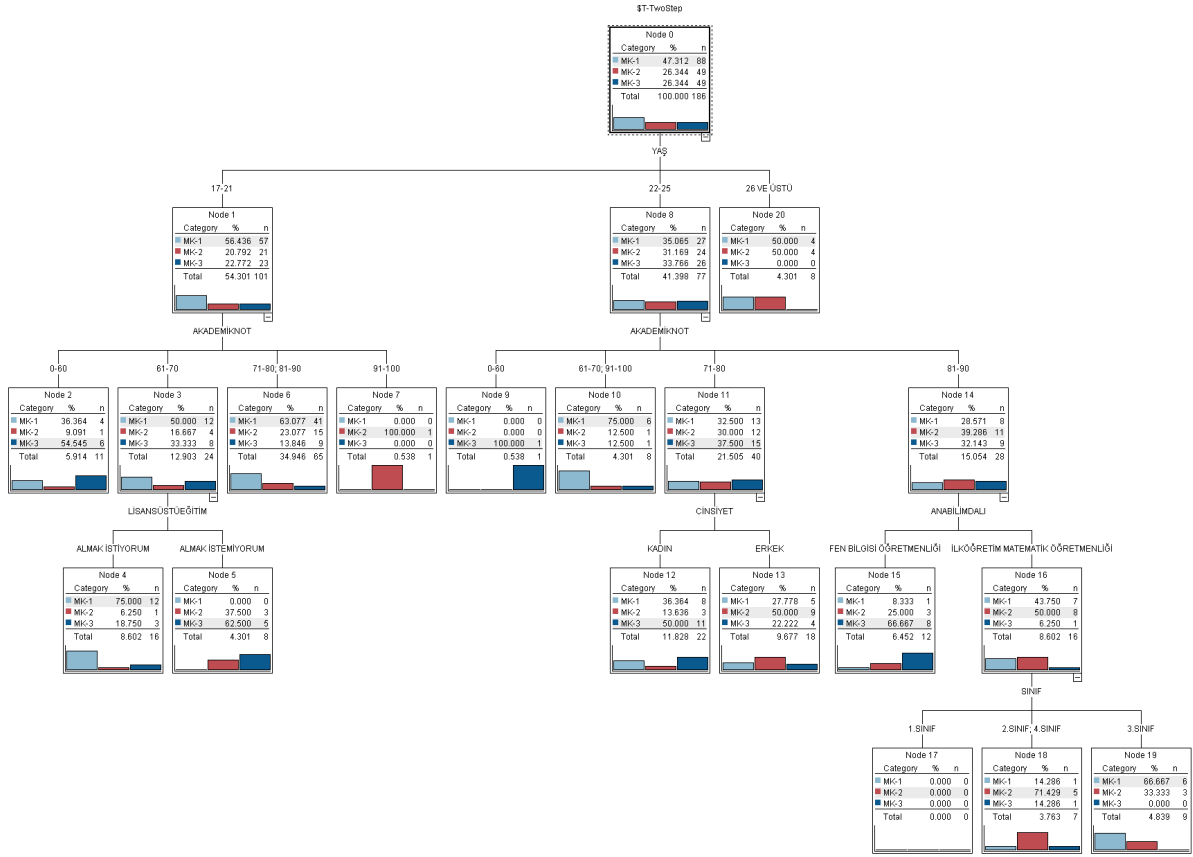 $T-TwoStep
Node 0
Category % n
MK-1 47.312 88
MK-2 26.344 49
MK-3 26.344 49
Total 100.000 186
YAŞ
17-21
22-25
26 VE ÜSTÜ
Node 1
Category % n
MK-1 56.436 57
MK-2 20.792 21
MK-3 22.772 23
Total 54.301 101
Node 8
Category % n
MK-1 35.065 27
MK-2 31.169 24
MK-3 33.766 26
Total 41.398 77
Node 20
Category % n
MK-1 50.000 4
MK-2 50.000 4
MK-3 0.000 0
Total 4.301 8
AKADEMİKNOT
AKADEMİKNOT
0-60
61-70
71-80; 81-90
91-100
0-60
61-70; 91-100
71-80
81-90
Node 2
Category % n
MK-1 36.364 4
MK-2 9.091 1
MK-3 54.545 6
Total 5.914 11
Node 3
Category % n
MK-1 50.000 12
MK-2 16.667 4
MK-3 33.333 8
Total 12.903 24
Node 6
Category % n
MK-1 63.077 41
MK-2 23.077 15
MK-3 13.846 9
Total 34.946 65
Node 7
Category % n
MK-1 0.000 0
MK-2 100.000 1
MK-3 0.000 0
Total 0.538 1
Node 9
Category % n
MK-1 0.000 0
MK-2 0.000 0
MK-3 100.000 1
Total 0.538 1
Node 10
Category % n
MK-1 75.000 6
MK-2 12.500 1
MK-3 12.500 1
Total 4.301 8
Node 11
Category % n
MK-1 32.500 13
MK-2 30.000 12
MK-3 37.500 15
Total 21.505 40
Node 14
Category % n
MK-1 28.571 8
MK-2 39.286 11
MK-3 32.143 9
Total 15.054 28
LİSANSÜSTÜEĞİTİM
CİNSİYET
ANABİLİMDALI
ALMAK İSTİYORUM
ALMAK İSTEMİYORUM
KADIN
ERKEK
FEN BİLGİSİ ÖĞRETMENLİĞİ
İLKÖĞRETİM MATEMATİK ÖĞRETMENLİĞİ
Node 4
Category % n
MK-1 75.000 12
MK-2 6.250 1
MK-3 18.750 3
Total 8.602 16
Node 5
Category % n
MK-1 0.000 0
MK-2 37.500 3
MK-3 62.500 5
Total 4.301 8
Node 12
Category % n
MK-1 36.364 8
MK-2 13.636 3
MK-3 50.000 11
Total 11.828 22
Node 13
Category % n
MK-1 27.778 5
MK-2 50.000 9
MK-3 22.222 4
Total 9.677 18
Node 15
Category % n
MK-1 8.333 1
MK-2 25.000 3
MK-3 66.667 8
Total 6.452 12
Node 16
Category % n
MK-1 43.750 7
MK-2 50.000 8
MK-3 6.250 1
Total 8.602 16
SINIF
1.SINIF
2.SINIF; 4.SINIF
3.SINIF
Node 17
Category % n
MK-1 0.000 0
MK-2 0.000 0
MK-3 0.000 0
Total 0.000 0
Node 18
Category % n
MK-1 14.286 1
MK-2 71.429 5
MK-3 14.286 1
Total 3.763 7
Node 19
Category % n
MK-1 66.667 6
MK-2 33.333 3
MK-3 0.000 0
Total 4.839 9